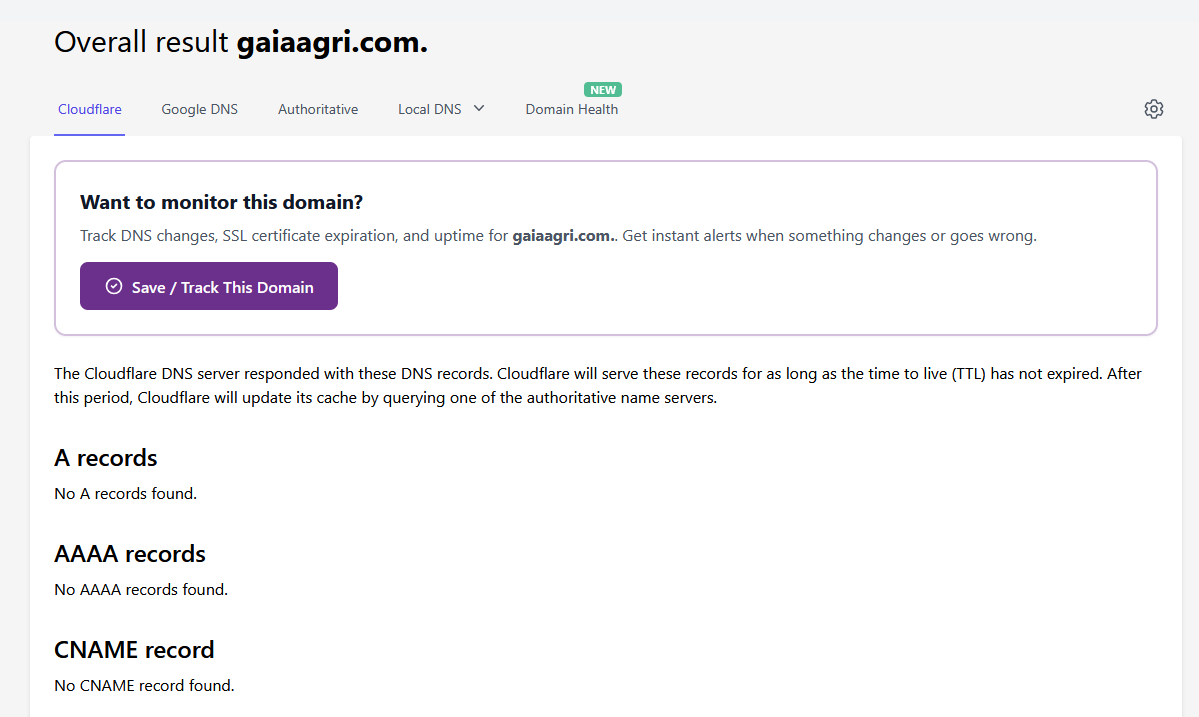 Overall result gaiaagri.com.
NEW
Cloudflare Google DNS Authoritative Local DNS Domain Health
Want to monitor this domain?
Track DNS changes, SSL certificate expiration, and uptime for gaiaagri.com.. Get instant alerts when something changes or goes wrong.
Save / Track This Domain
The Cloudflare DNS server responded with these DNS records. Cloudflare will serve these records for as long as the time to live (TTL) has not expired. After
this period, Cloudflare will update its cache by querying one of the authoritative name servers.
A records
No A records found.
AAAA records
No AAAA records found.
CNAME record
No CNAME record found.